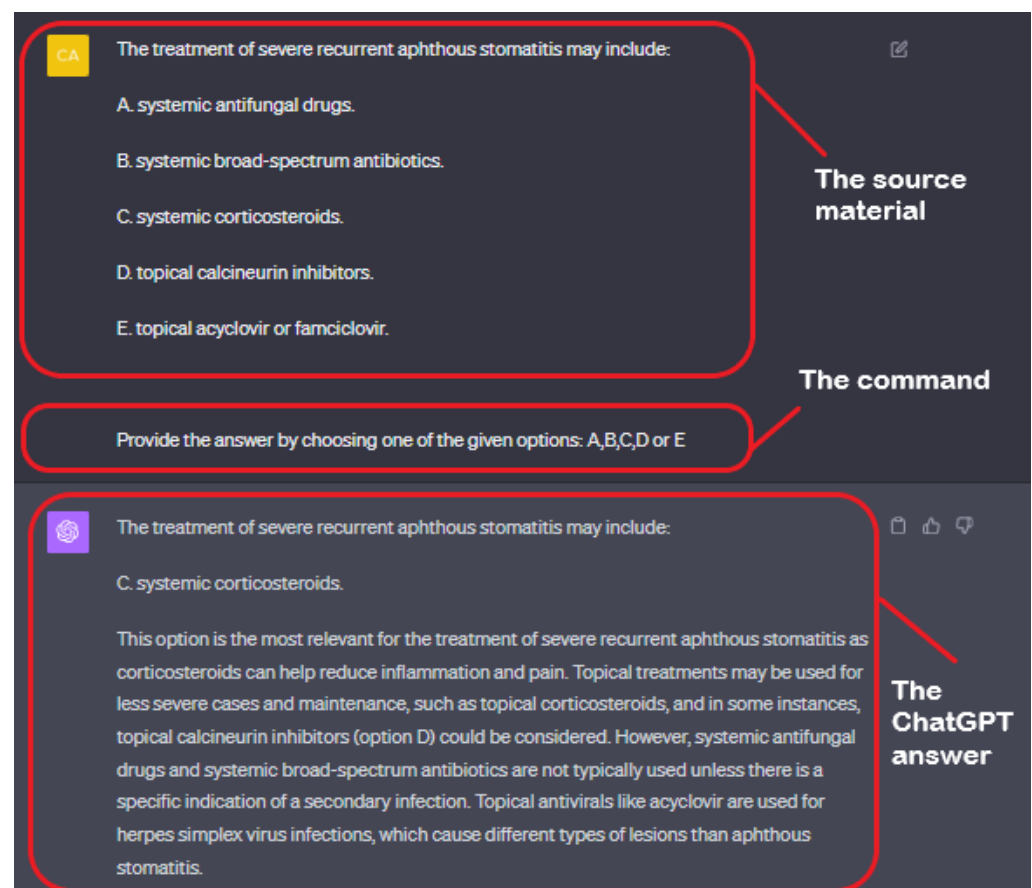 CA
The treatment of severe recurrent aphthous stomatitis may include:
A. systemic antifungal drugs.
B. systemic broad-spectrum antibiotics.
C. systemic corticosteroids.
D. topical calcineurin inhibitors.
E. topical acyclovir or famciclovir.
The source
material
The command
Provide the answer by choosing one of the given options: A,B,C,D or E
The treatment of severe recurrent aphthous stomatitis may include:
C. systemic corticosteroids.
This option is the most relevant for the treatment of severe recurrent aphthous stomatitis as
corticosteroids can help reduce inflammation and pain. Topical treatments may be used for
less severe cases and maintenance, such as topical corticosteroids, and in some instances,
topical calcineurin inhibitors (option D) could be considered. However, systemic antifungal
drugs and systemic broad-spectrum antibiotics are not typically used unless there is a
specific indication of a secondary infection. Topical antivirals like acyclovir are used for
herpes simplex virus infections, which cause different types of lesions than aphthous
stomatitis.
The
ChatGPT
answer